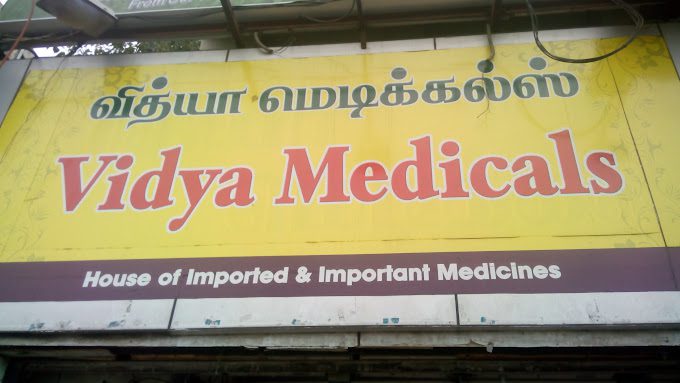 வித்யா மெடிக்கல்ஸ்
Vidya Medicals
House of Imported & Important Medicines